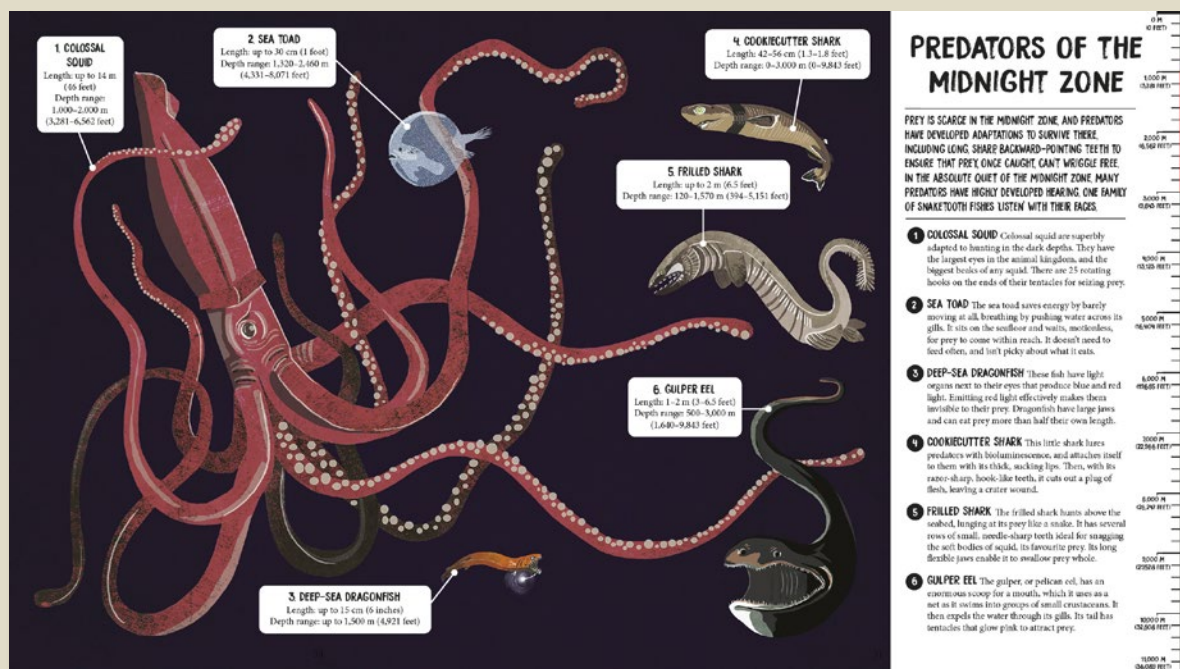 1. COLOSSAL
SQUID
Length: up to 14 m
(46 feet)
Depth range:
1,000–2,000 m
(3,281–6,562 feet)
2. SEA TOAD
Length: up to 30 cm (1 foot)
Depth range: 1,320–2,460 m
(4,331–8,071 feet)
4. COOKIECUTTER SHARK
Length: 42–56 cm (1.3–1.8 feet)
Depth range: 0–3,000 m (0–9,843 feet)
5. FRILLED SHARK
Length: up to 2 m (6.5 feet)
Depth range: 120–1,570 m (394–5,151 feet)
6. GULPER EEL
Length: 1–2 m (3–6.5 feet)
Depth range: 500–3,000 m
(1,640–9,843 feet)
3. DEEP-SEA DRAGONFISH
Length: up to 15 cm (6 inches)
Depth range: up to 1,500 m (4,921 feet)
PREDATORS OF THE
MIDNIGHT ZONE
PREY IS SCARCE IN THE MIDNIGHT ZONE, AND PREDATORS
HAVE DEVELOPED ADAPTATIONS TO SURVIVE THERE,
INCLUDING LONG, SHARP BACKWARD-POINTING TEETH TO
ENSURE THAT PREY, ONCE CAUGHT, CAN'T WRIGGLE FREE.
IN THE ABSOLUTE QUIET OF THE MIDNIGHT ZONE, MANY
PREDATORS HAVE HIGHLY DEVELOPED HEARING. ONE FAMILY
OF SNAKETOOTH FISHES 'LISTEN' WITH THEIR FACES.
1 COLOSSAL SQUID Colossal squid are superbly
adapted to hunting in the dark depths. They have
the largest eyes in the animal kingdom, and the
biggest beaks of any squid. There are 25 rotating
hooks on the ends of their tentacles for seizing prey.
2 SEA TOAD The sea toad saves energy by barely
moving at all, breathing by pushing water across its
gills. It sits on the seafloor and waits, motionless,
for prey to come within reach. It doesn't need to
feed often, and isn't picky about what it eats.
3 DEEP-SEA DRAGONFISH These fish have light
organs next to their eyes that produce blue and red
light. Emitting red light effectively makes them
invisible to their prey. Dragonfish have large jaws
and can eat prey more than half their own length.
4 COOKIECUTTER SHARK This little shark lures
predators with bioluminescence, and attaches itself
to them with its thick, sucking lips. Then, with its
razor-sharp, hook-like teeth, it cuts out a plug of
flesh, leaving a crater wound.
5 FRILLED SHARK The frilled shark hunts above the
seabed, lunging at its prey like a snake. It has several
rows of small, needle-sharp teeth ideal for snagging
the soft bodies of squid, its favourite prey. Its long
flexible jaws enable it to swallow prey whole.
6 GULPER EEL The gulper, or pelican eel, has an
enormous scoop for a mouth, which it uses as a
net as it swims into groups of small crustaceans. It
then expels the water through its gills. Its tail has
tentacles that glow pink to attract prey.
0 M
(0 FEET)
1,000 M
(3,281 FEET)
2,000 M
(6,562 FEET)
3,000 M
4,000 M
5,000 M
6,000 M
7,000 M
8,000 M
9,000 M
10,000 M
11,000 M